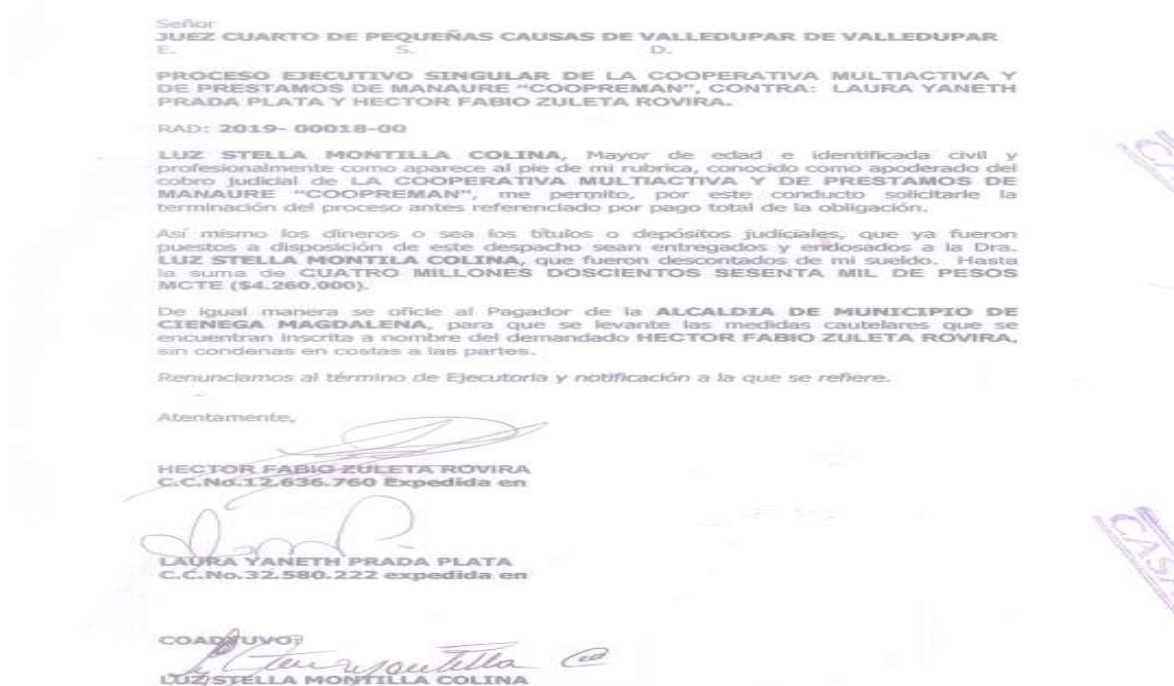 Señor
JUEZ CUARTO DE PEQUEÑAS CAUSAS DE VALLEDUPAR DE VALLEDUPAR
E. S. D.
PROCESO EJECUTIVO SINGULAR DE LA COOPERATIVA MULTIACTIVA Y
DE PRESTAMOS DE MANAURE "COOPREMAN", CONTRA: LAURA YANETH
PRADA PLATA Y HECTOR FABIO ZULETA ROVIRA.
RAD: 2019- 00018-00
LUZ STELLA MONTILLA COLINA, Mayor de edad e identificada civil y
profesionalmente como aparece al pie de mi rubrica, conocido como apoderado del
cobro judicial de LA COOPERATIVA MULTIACTIVA Y DE PRESTAMOS DE
MANAURE "COOPREMAN", me permito, por este conducto solicitarle la
terminación del proceso antes referenciado por pago total de la obligación.
Así mismo los dineros o sea los títulos o depósitos judiciales, que ya fueron
puestos a disposición de este despacho sean entregados y endosados a la Dra.
LUZ STELLA MONTILA COLINA, que fueron descontados de mi sueldo. Hasta
la suma de CUATRO MILLONES DOSCIENTOS SESENTA MIL DE PESOS
MCTE ($4.260.000).
De igual manera se oficie al Pagador de la ALCALDIA DE MUNICIPIO DE
CIENEGA MAGDALENA, para que se levante las medidas cautelares que se
encuentran inscrita a nombre del demandado HECTOR FABIO ZULETA ROVIRA,
sin condenas en costas a las partes.
Renunciamos al término de Ejecutoria y notificación a la que se refiere.
Atentamente,
HECTOR FABIO ZULETA ROVIRA
C.C.No.12.636.760 Expedida en
LAURA YANETH PRADA PLATA
C.C.No.32.580.222 expedida en
COADYUVO:
LUZ STELLA MONTILLA COLINA